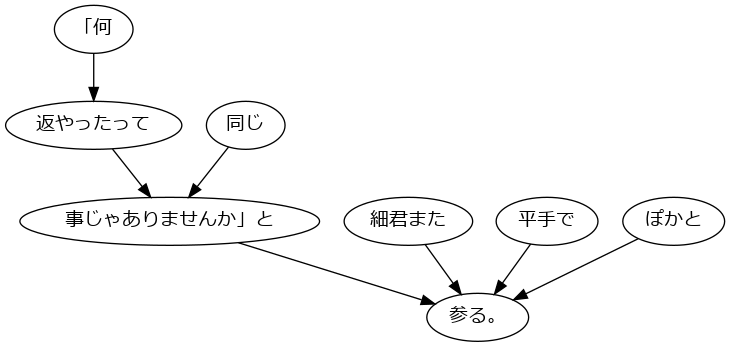 「何
返やったって
同じ
事じゃありませんか」と
細君また
平手で
ぽかと
参る。